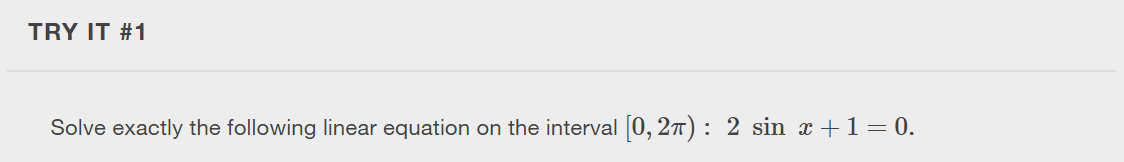 TRY IT #1
Solve exactly the following linear equation on the interval [0, 2π) : 2 sin x + 1 = 0.